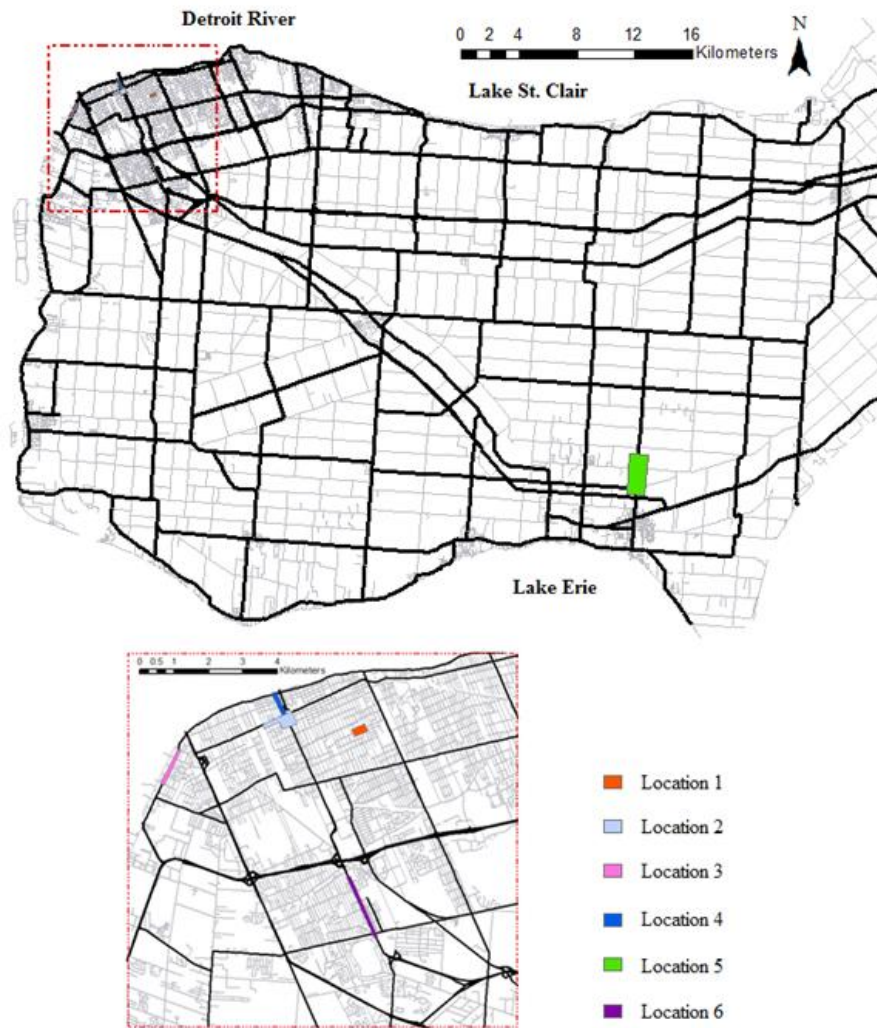 Detroit River
N
0 2 4 8 12 16
Kilometers
Lake St. Clair
Lake Erie
0 0.5 1 2 3 4
Kilometers
Location 1
Location 2
Location 3
Location 4
Location 5
Location 6